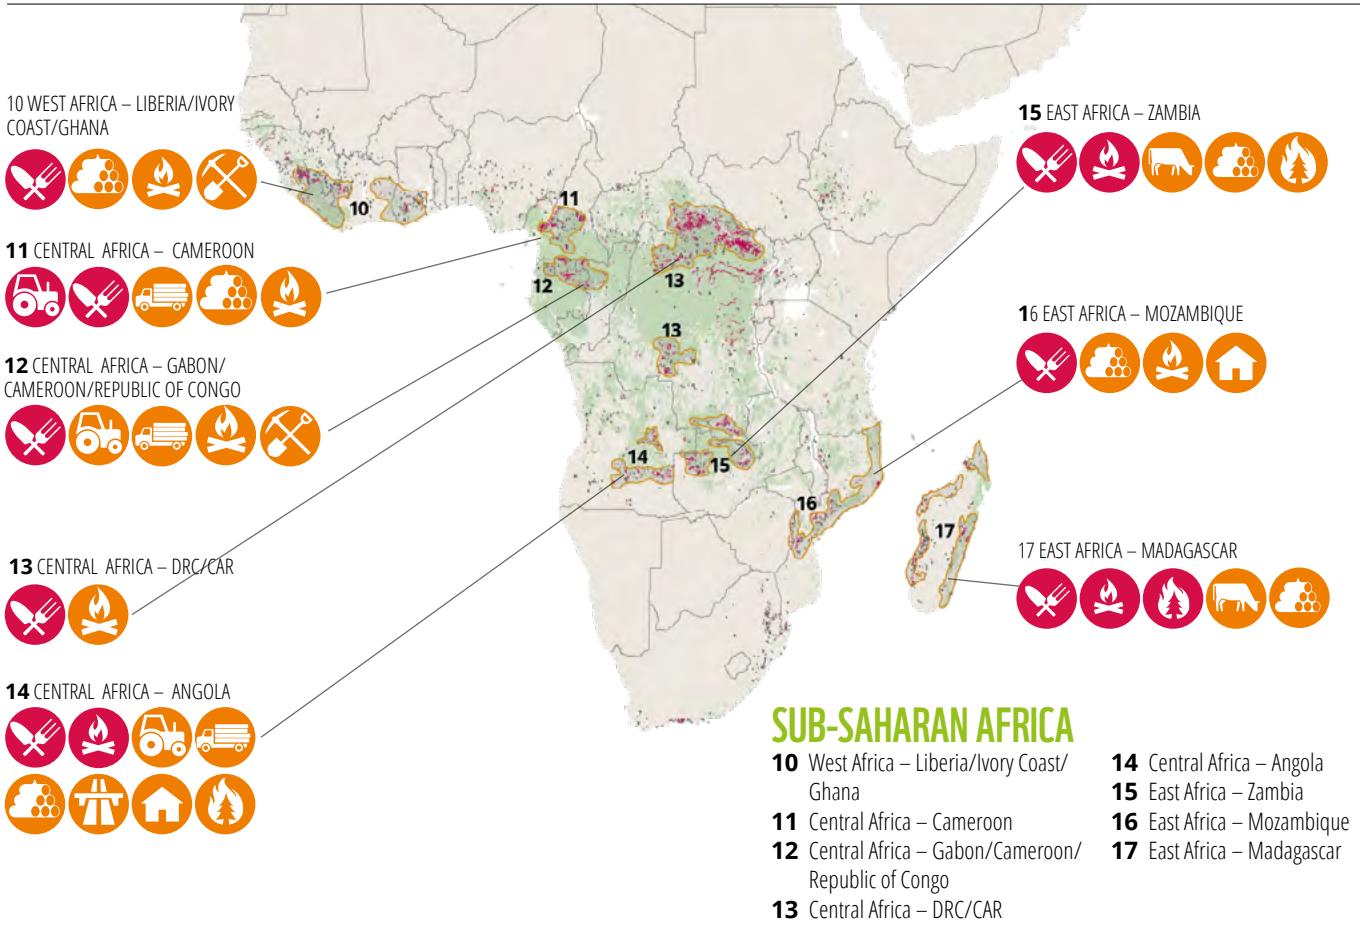 10 WEST AFRICA – LIBERIA/IVORY
COAST/GHANA
11 CENTRAL AFRICA – CAMEROON
12 CENTRAL AFRICA – GABON/
CAMEROON/REPUBLIC OF CONGO
13 CENTRAL AFRICA – DRC/CAR
14 CENTRAL AFRICA – ANGOLA
15 EAST AFRICA – ZAMBIA
16 EAST AFRICA – MOZAMBIQUE
17 EAST AFRICA – MADAGASCAR
10
11
12
13
13
14
15
16
17
SUB-SAHARAN AFRICA
10 West Africa – Liberia/Ivory Coast/
Ghana
11 Central Africa – Cameroon
12 Central Africa – Gabon/Cameroon/
Republic of Congo
13 Central Africa – DRC/CAR
14 Central Africa – Angola
15 East Africa – Zambia
16 East Africa – Mozambique
17 East Africa – Madagascar